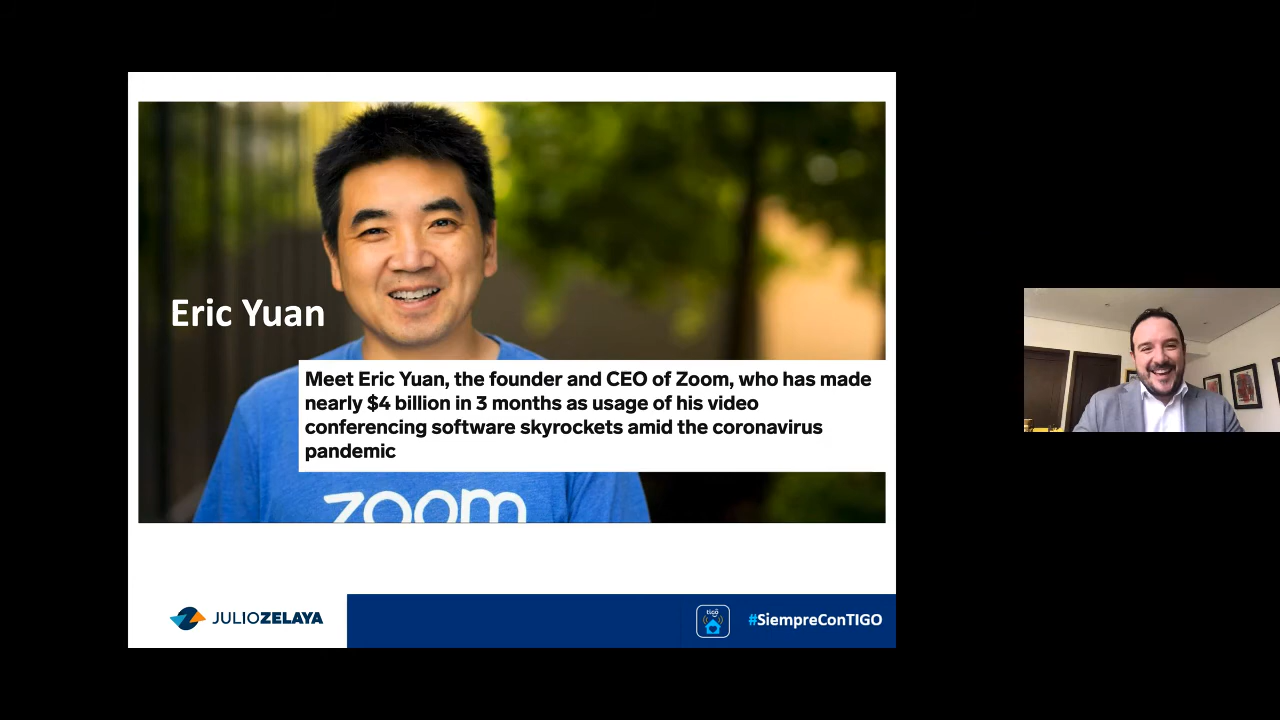 Eric Yuan
Meet Eric Yuan, the founder and CEO of Zoom, who has made
nearly $4 billion in 3 months as usage of his video
conferencing software skyrockets amid the coronavirus
pandemic
zoom
JULIOZELAYA
tigo
#SiempreConTIGO